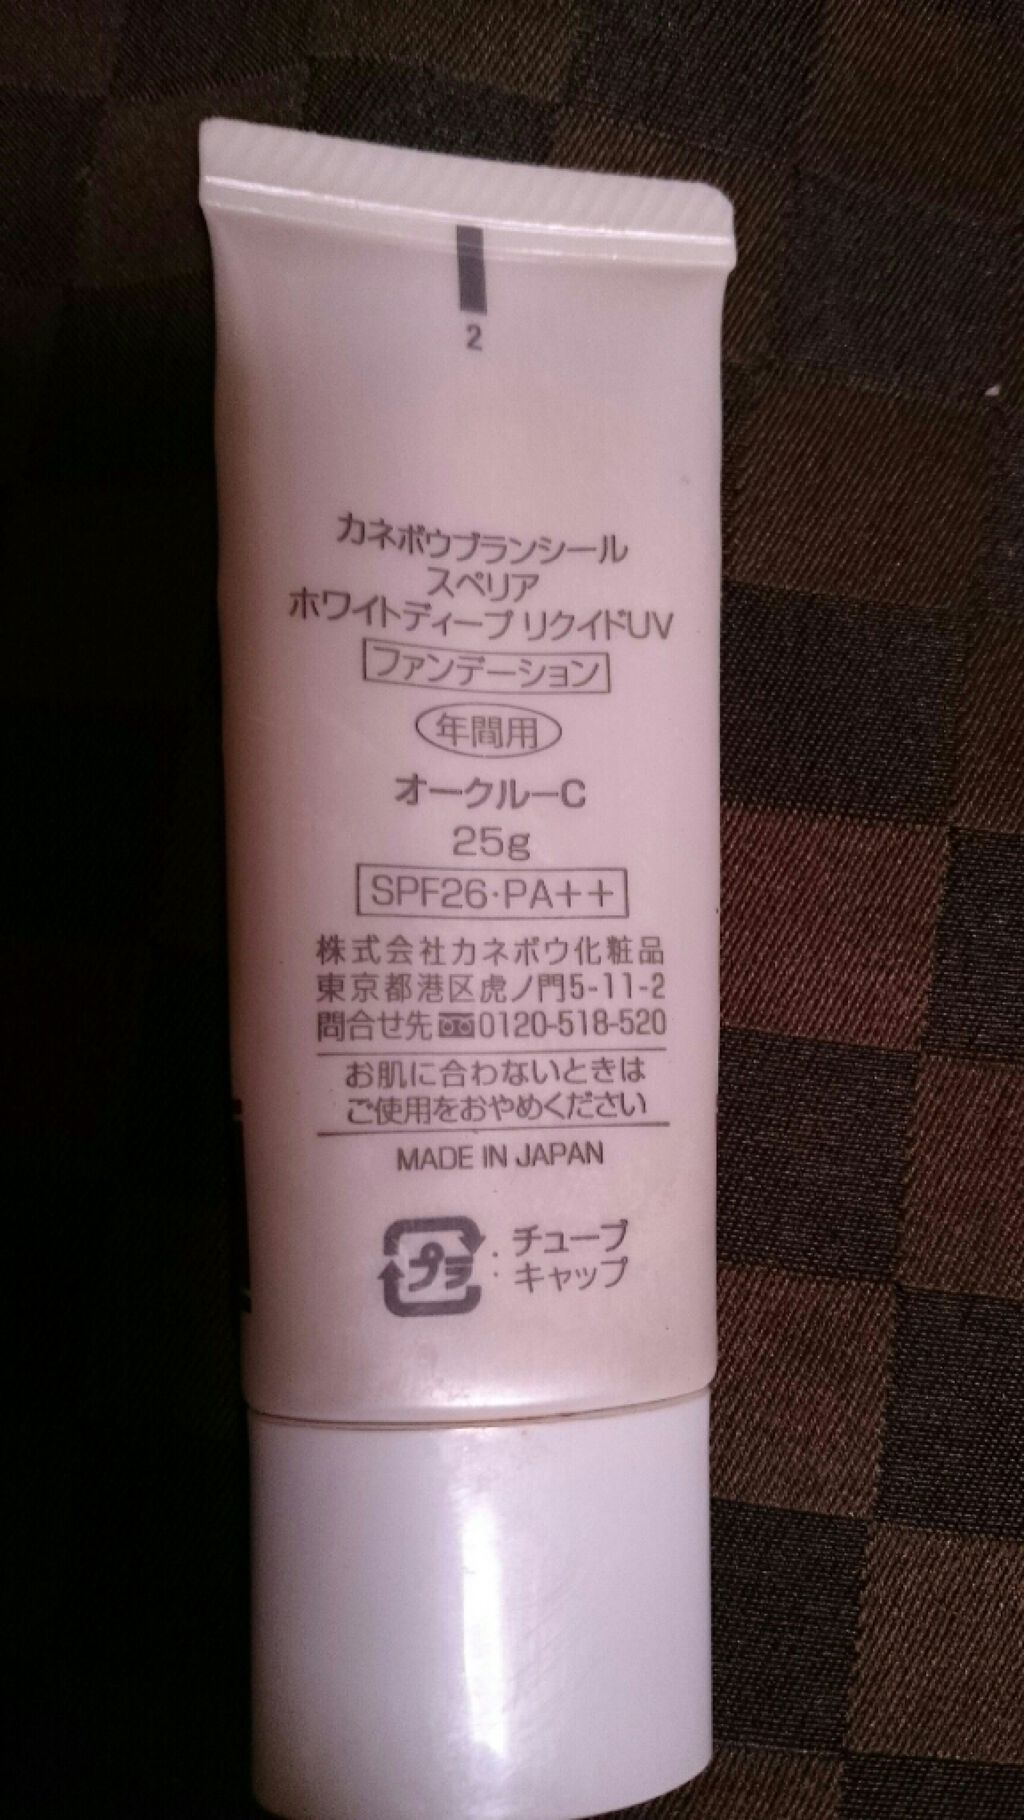 2
カネボウブランシール
スペリア
ホワイトディープ リクイドUV
ファンデーション
年間用
オークルーC
25g
SPF26・PA++
株式会社カネボウ化粧品
東京都港区虎ノ門5-11-2
問合せ先 0120-518-520
お肌に合わないときは
ご使用をおやめください
MADE IN JAPAN
プラ : チューブ
キャップ